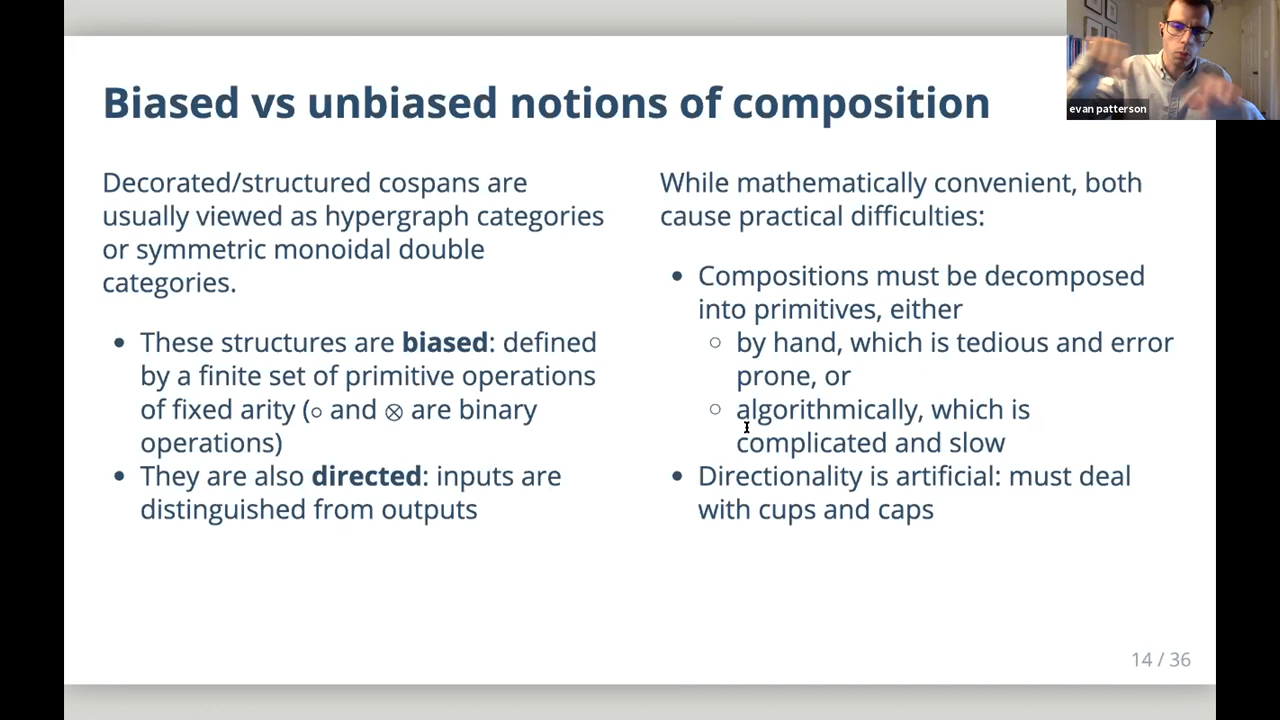 Biased vs unbiased notions of composition
evan patterson
Decorated/structured cospans are
usually viewed as hypergraph categories
or symmetric monoidal double
categories.
• These structures are biased: defined
by a finite set of primitive operations
of fixed arity (∘ and ⊗ are binary
operations)
• They are also directed: inputs are
distinguished from outputs
While mathematically convenient, both
cause practical difficulties:
• Compositions must be decomposed
into primitives, either
○ by hand, which is tedious and error
prone, or
○ algorithmically, which is
complicated and slow
• Directionality is artificial: must deal
with cups and caps
14 / 36